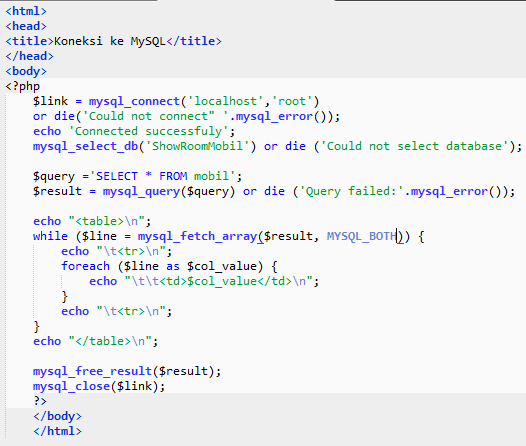 <html>
<head>
<title>Koneksi ke MySQL</title>
</head>
<body>
<?php
    $link = mysql_connect('localhost','root')
    or die('Could not connect" '.mysql_error());
    echo 'Connected successfuly';
    mysql_select_db('ShowRoomMobil') or die ('Could not select database');

    $query ='SELECT * FROM mobil';
    $result = mysql_query($query) or die ('Query failed:'.mysql_error());

    echo "<table>\n";
    while ($line = mysql_fetch_array($result, MYSQL_BOTH)) {
        echo "\t<tr>\n";
        foreach ($line as $col_value) {
            echo "\t\t<td>$col_value</td>\n";
        }
        echo "\t<tr>\n";
    }
    echo "</table>\n";

    mysql_free_result($result);
    mysql_close($link);
    ?>
    </body>
    </html>